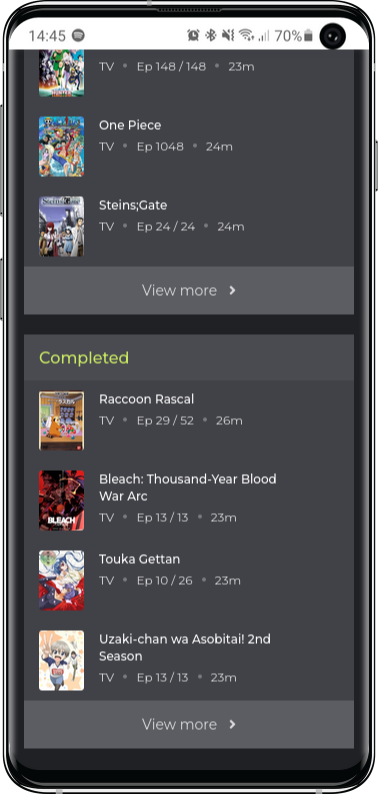 14:45 70%
TV • Ep 148 / 148 • 23m
One Piece
TV • Ep 1048 • 24m
Steins;Gate
Steins;Gate
TV • Ep 24 / 24 • 24m
View more
Completed
Raccoon Rascal
TV • Ep 29 / 52 • 26m
Bleach: Thousand-Year Blood
War Arc
BLEACH
TV • Ep 13 / 13 • 23m
Touka Gettan
TV • Ep 10 / 26 • 23m
Uzaki-chan wa Asobitai! 2nd
Season
TV • Ep 13 / 13 • 23m
View more